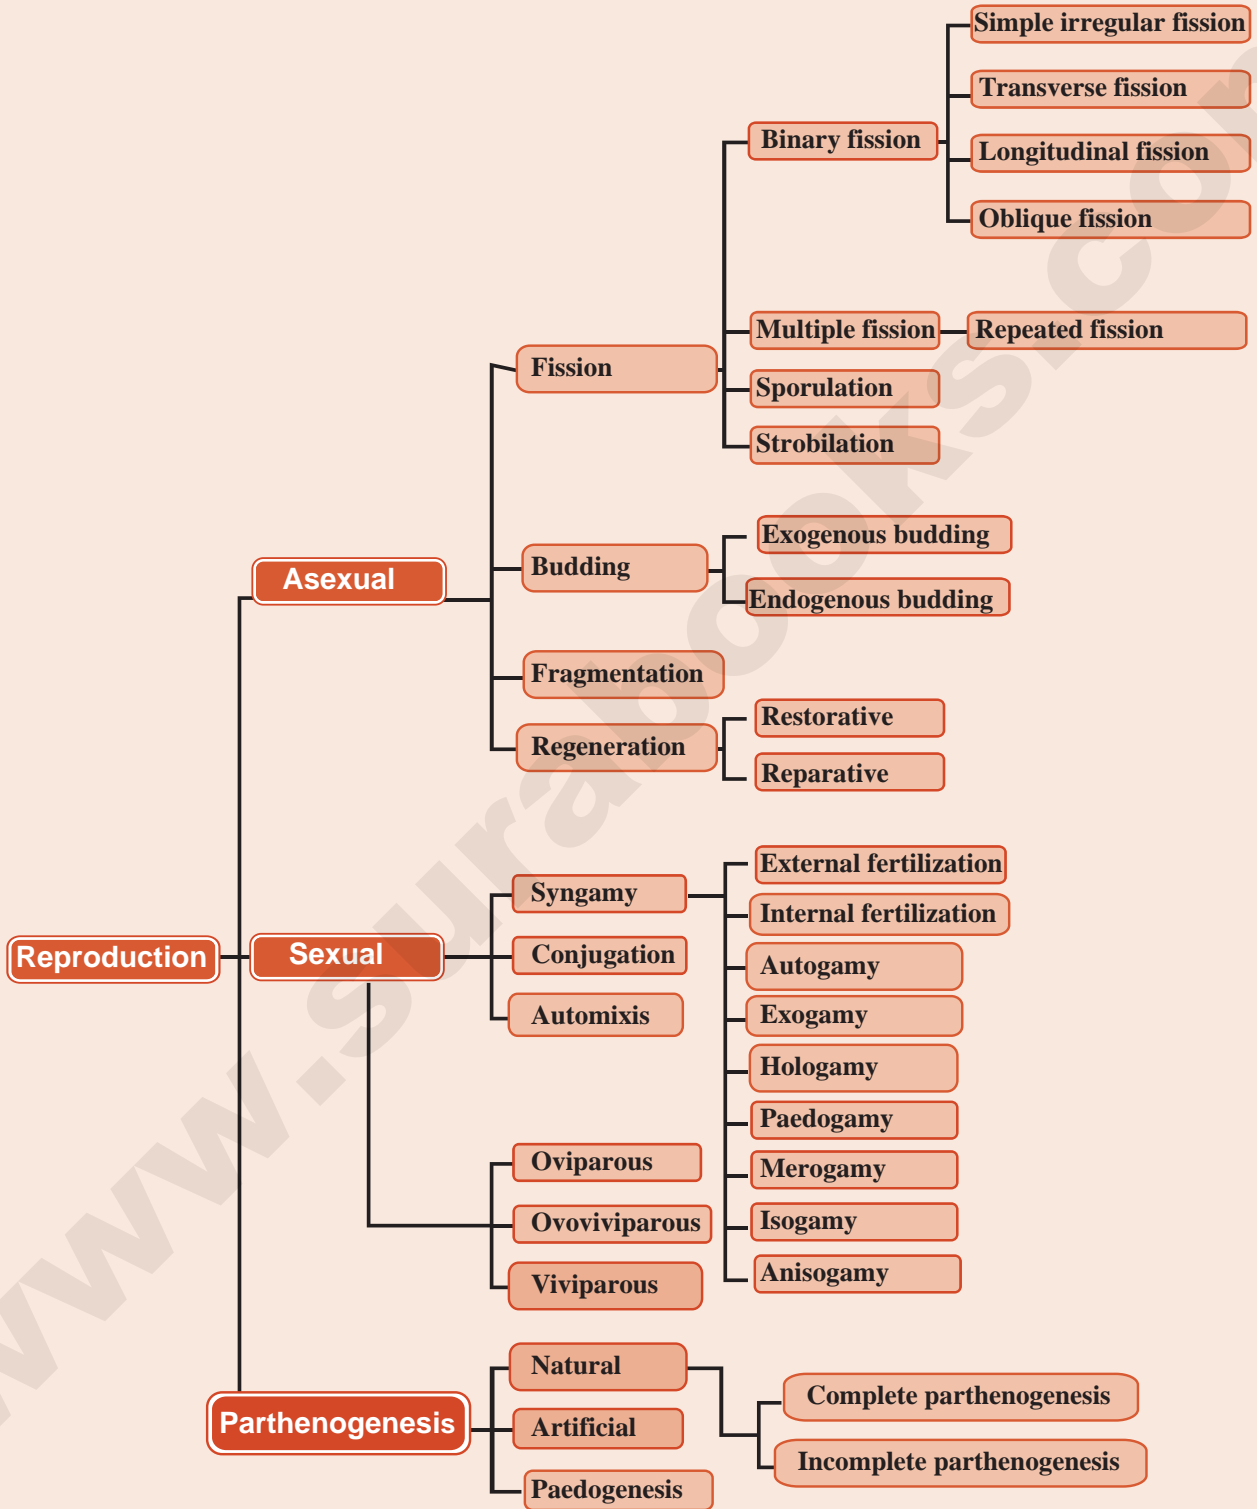 Simple irregular fission
Transverse fission
Binary fission
Longitudinal fission
Oblique fission
Multiple fission
Repeated fission
Fission
Sporulation
Strobilation
Exogenous budding
Budding
Asexual
Endogenous budding
Fragmentation
Restorative
Regeneration
Reparative
External fertilization
Syngamy
Internal fertilization
Reproduction
Sexual
Conjugation
Autogamy
Automixis
Exogamy
Hologamy
Paedogamy
Oviparous
Merogamy
Ovoviviparous
Isogamy
Viviparous
Anisogamy
Natural
Complete parthenogenesis
Parthenogenesis
Artificial
Incomplete parthenogenesis
Paedogenesis
www.surabooks.com